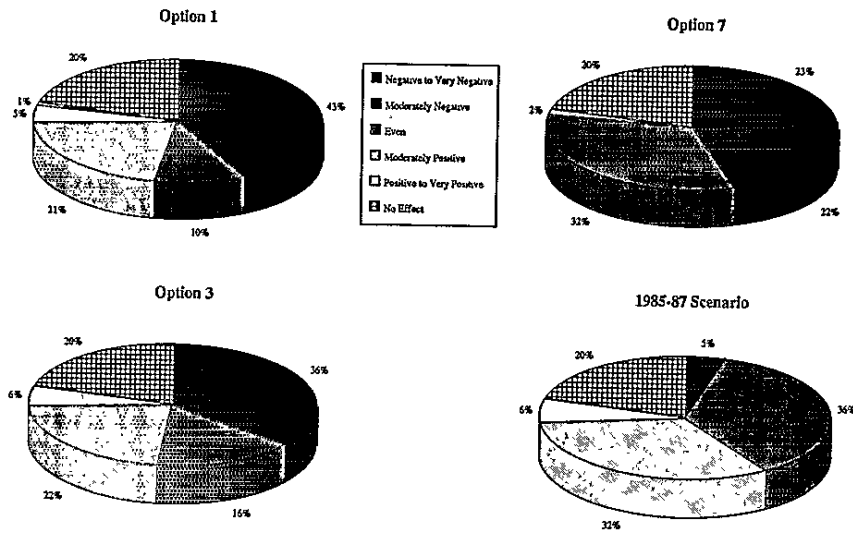 Option 1
20%
1%
5%
43%
21%
10%
Negative to Very Negative
Moderately Negative
Even
Moderately Positive
Positive to Very Positive
No Effect
Option 7
20%
23%
2%
32%
22%
Option 3
20%
36%
6%
22%
16%
1985-87 Scenario
5%
20%
36%
6%
32%